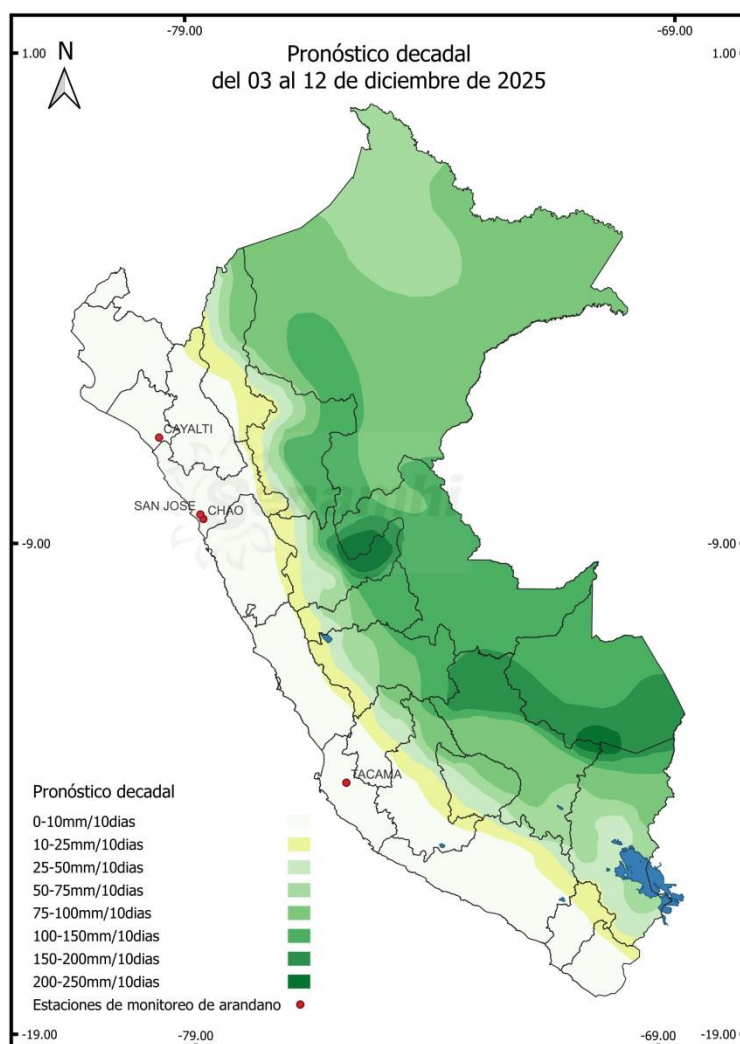 -79.00
-69.00
1.00
1.00
N
Pronóstico decadal
del 03 al 12 de diciembre de 2025
CAYALTI
SAN JOSE
CHAO
senamhi
-9.00
-9.00
TACAMA
Pronóstico decadal
0-10mm/10dias
10-25mm/10dias
25-50mm/10dias
50-75mm/10dias
75-100mm/10dias
100-150mm/10dias
150-200mm/10dias
200-250mm/10dias
Estaciones de monitoreo de arandano
-19.00
-19.00
-79.00
-69.00